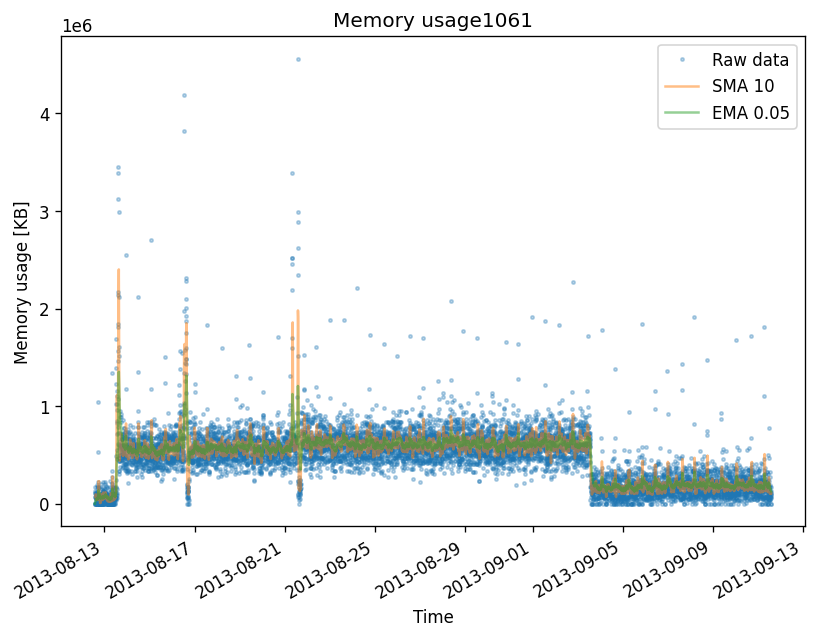 Memory usage1061
1e6
Raw data
SMA 10
EMA 0.05
4
3
2
1
0
Memory usage [KB]
2013-08-13
2013-08-17
2013-08-21
2013-08-25
2013-08-29
2013-09-01
2013-09-05
2013-09-09
2013-09-13
Time